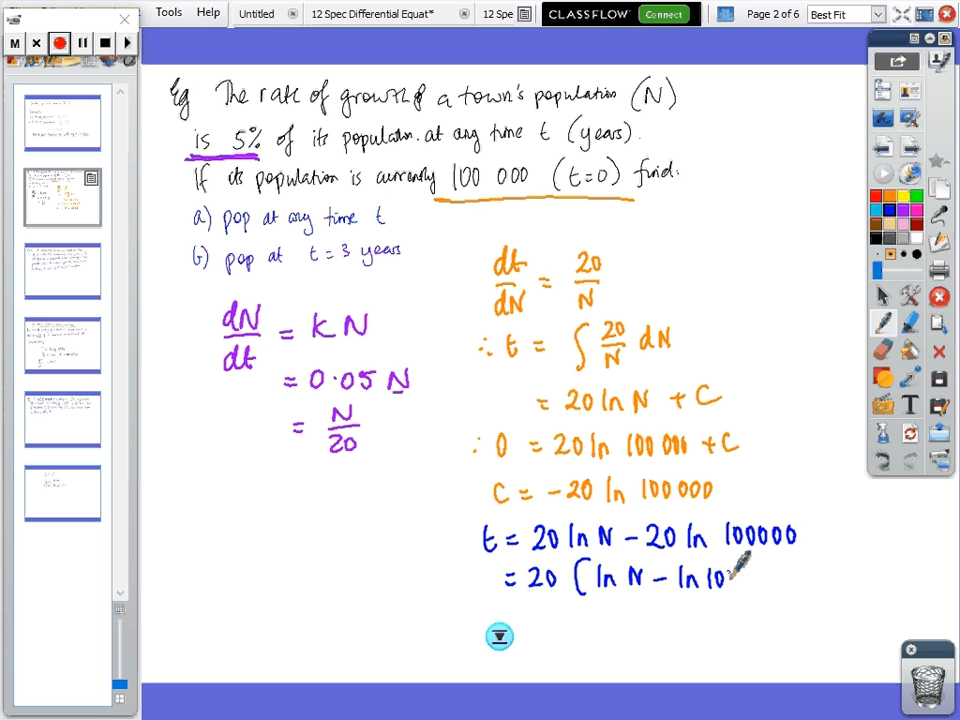 Tools Help Untitled 12 Spec Differential Equat* 12 Spe CLASSFLOW Connect Page 2 of 6 Best Fit
M
Eg The rate of growth of a town's population (N)
is 5% of its population. at any time t (years).
If its population is currently 100 000 (t=0) find:
a) pop at any time t
b) pop at t = 3 years
dN/dt = kN
= 0.05 N
= N/20
dt/dN = 20/N
∴ t = ∫ 20/N dN
= 20 ln N + C
∴ 0 = 20 ln 100 000 + C
C = -20 ln 100 000
t = 20 ln N - 20 ln 100000
= 20 (ln N - ln 10
T